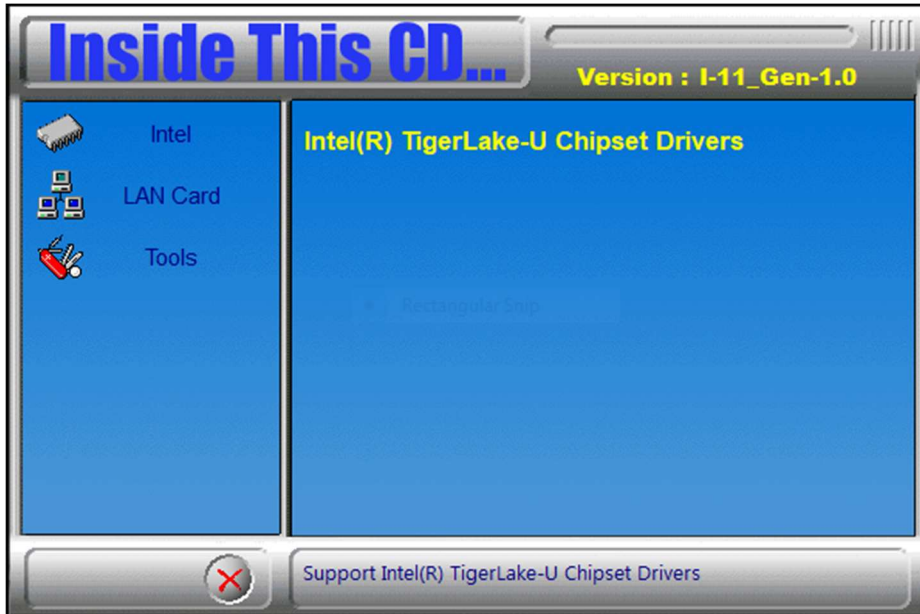 Inside This CD...
Version : I-11_Gen-1.0
Intel
LAN Card
Tools
Intel(R) TigerLake-U Chipset Drivers
Rectangular Snip
Support Intel(R) TigerLake-U Chipset Drivers